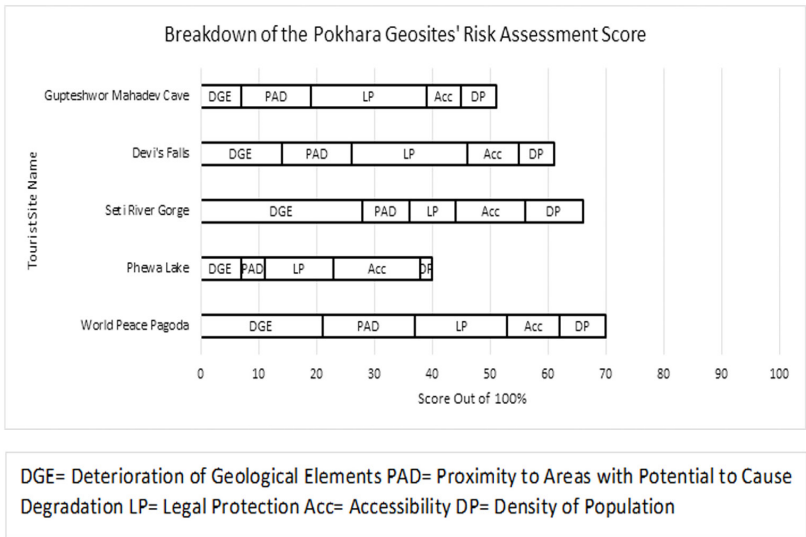 Breakdown of the Pokhara Geosites' Risk Assessment Score
Tourist Site Name
Gupteshwor Mahadev Cave
DGE PAD LP Acc DP
Devi's Falls
DGE PAD LP Acc DP
Seti River Gorge
DGE PAD LP Acc DP
Phewa Lake
DGE PAD LP Acc DP
World Peace Pagoda
DGE PAD LP Acc DP
0 10 20 30 40 50 60 70 80 90 100
Score Out of 100%
DGE= Deterioration of Geological Elements PAD= Proximity to Areas with Potential to Cause
Degradation LP= Legal Protection Acc= Accessibility DP= Density of Population